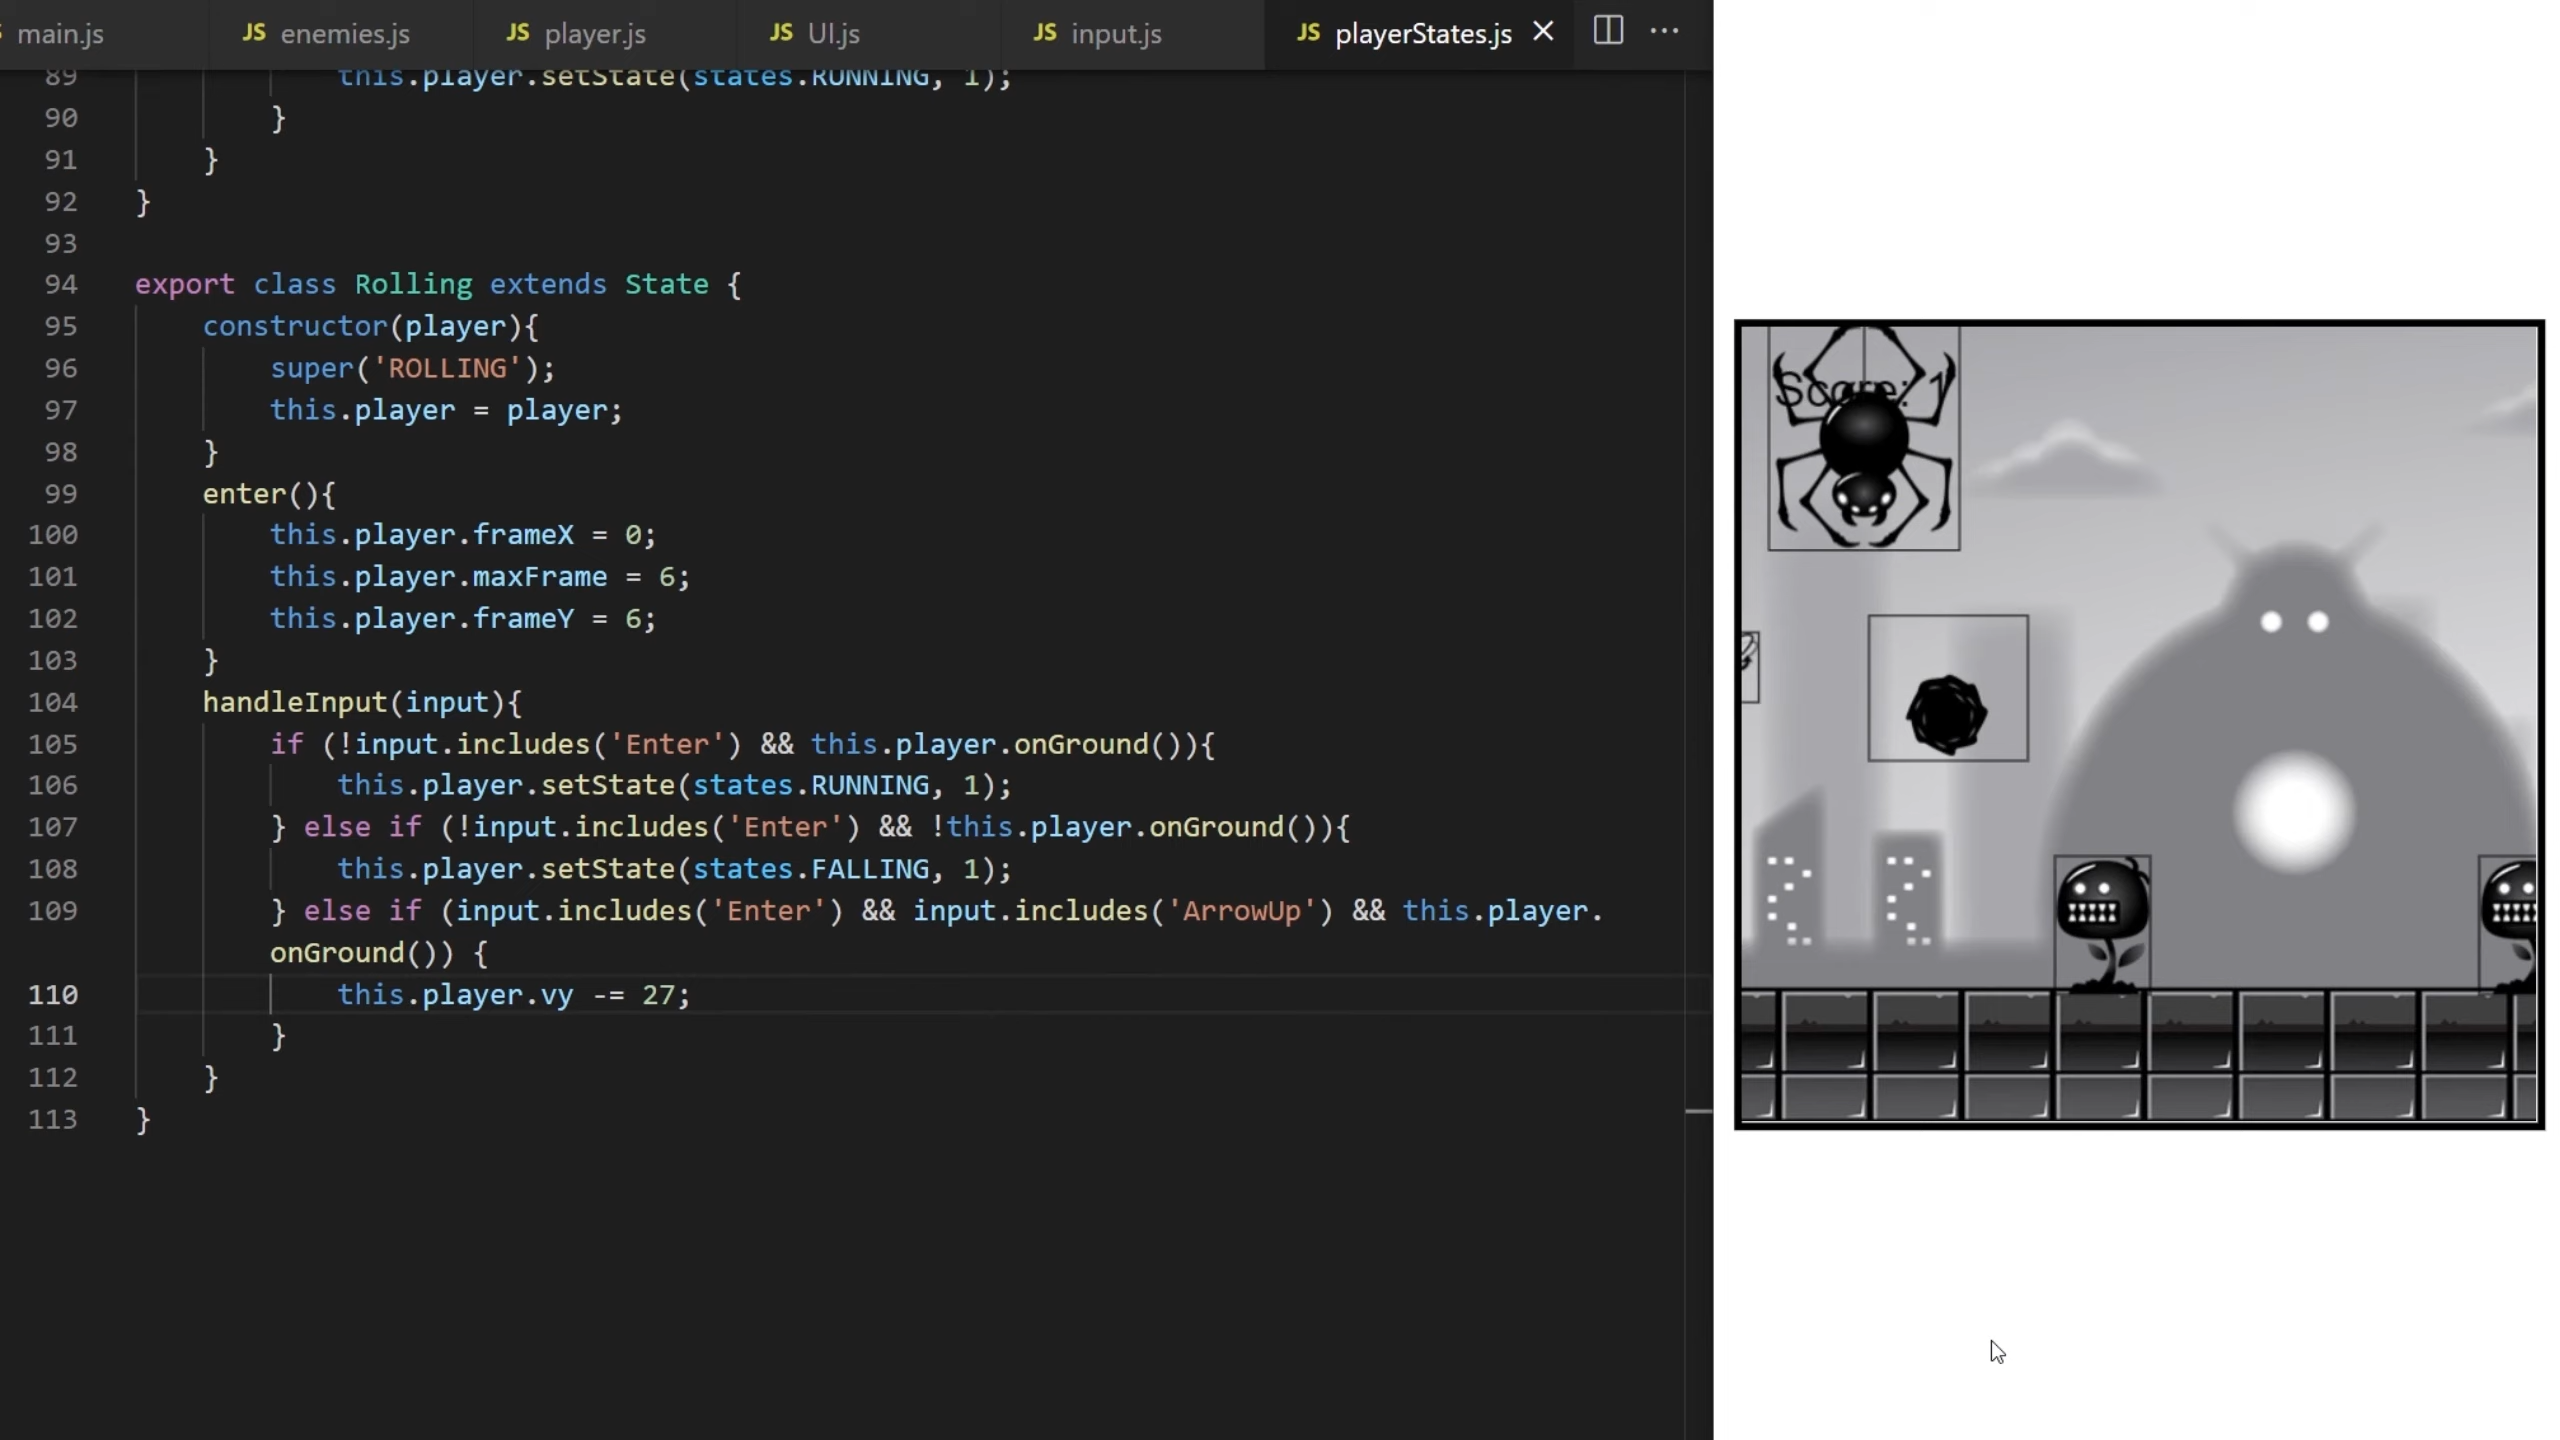 main.js JS enemies.js JS player.js JS UI.js JS input.js JS playerStates.js
89 this.player.setState(states.RUNNING, 1);
90 }
91 }
92 }
93
94 export class Rolling extends State {
95 constructor(player){
96 super('ROLLING');
97 this.player = player;
98 }
99 enter(){
100 this.player.frameX = 0;
101 this.player.maxFrame = 6;
102 this.player.frameY = 6;
103 }
104 handleInput(input){
105 if (!input.includes('Enter') && this.player.onGround()){
106 this.player.setState(states.RUNNING, 1);
107 } else if (!input.includes('Enter') && !this.player.onGround()){
108 this.player.setState(states.FALLING, 1);
109 } else if (input.includes('Enter') && input.includes('ArrowUp') && this.player.
onGround()) {
110 this.player.vy -= 27;
111 }
112 }
113 }
Score: 1